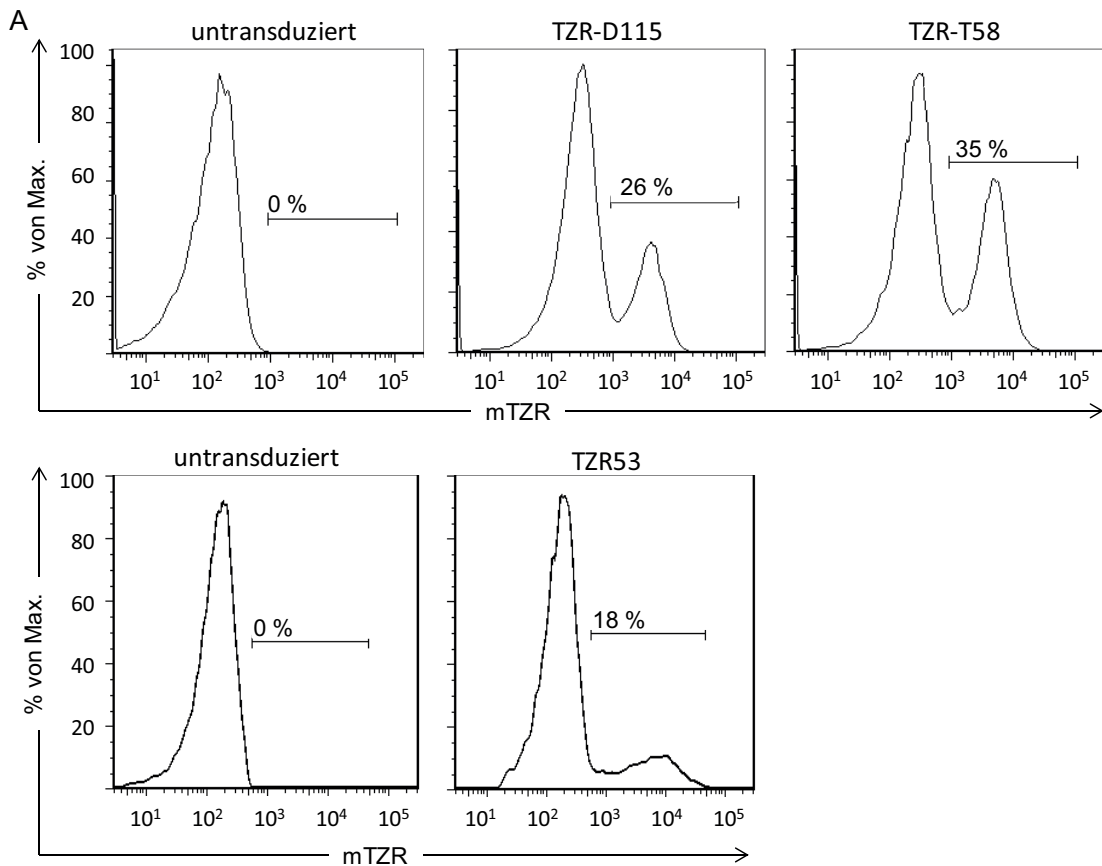 A
untransduziert
TZR-D115
TZR-T58
% von Max.
100
80
60
40
20
0 %
26 %
35 %
10¹ 10² 10³ 10⁴ 10⁵
10¹ 10² 10³ 10⁴ 10⁵
10¹ 10² 10³ 10⁴ 10⁵
mTZR
untransduziert
TZR53
% von Max.
100
80
60
40
20
0 %
18 %
10¹ 10² 10³ 10⁴ 10⁵
10¹ 10² 10³ 10⁴ 10⁵
mTZR